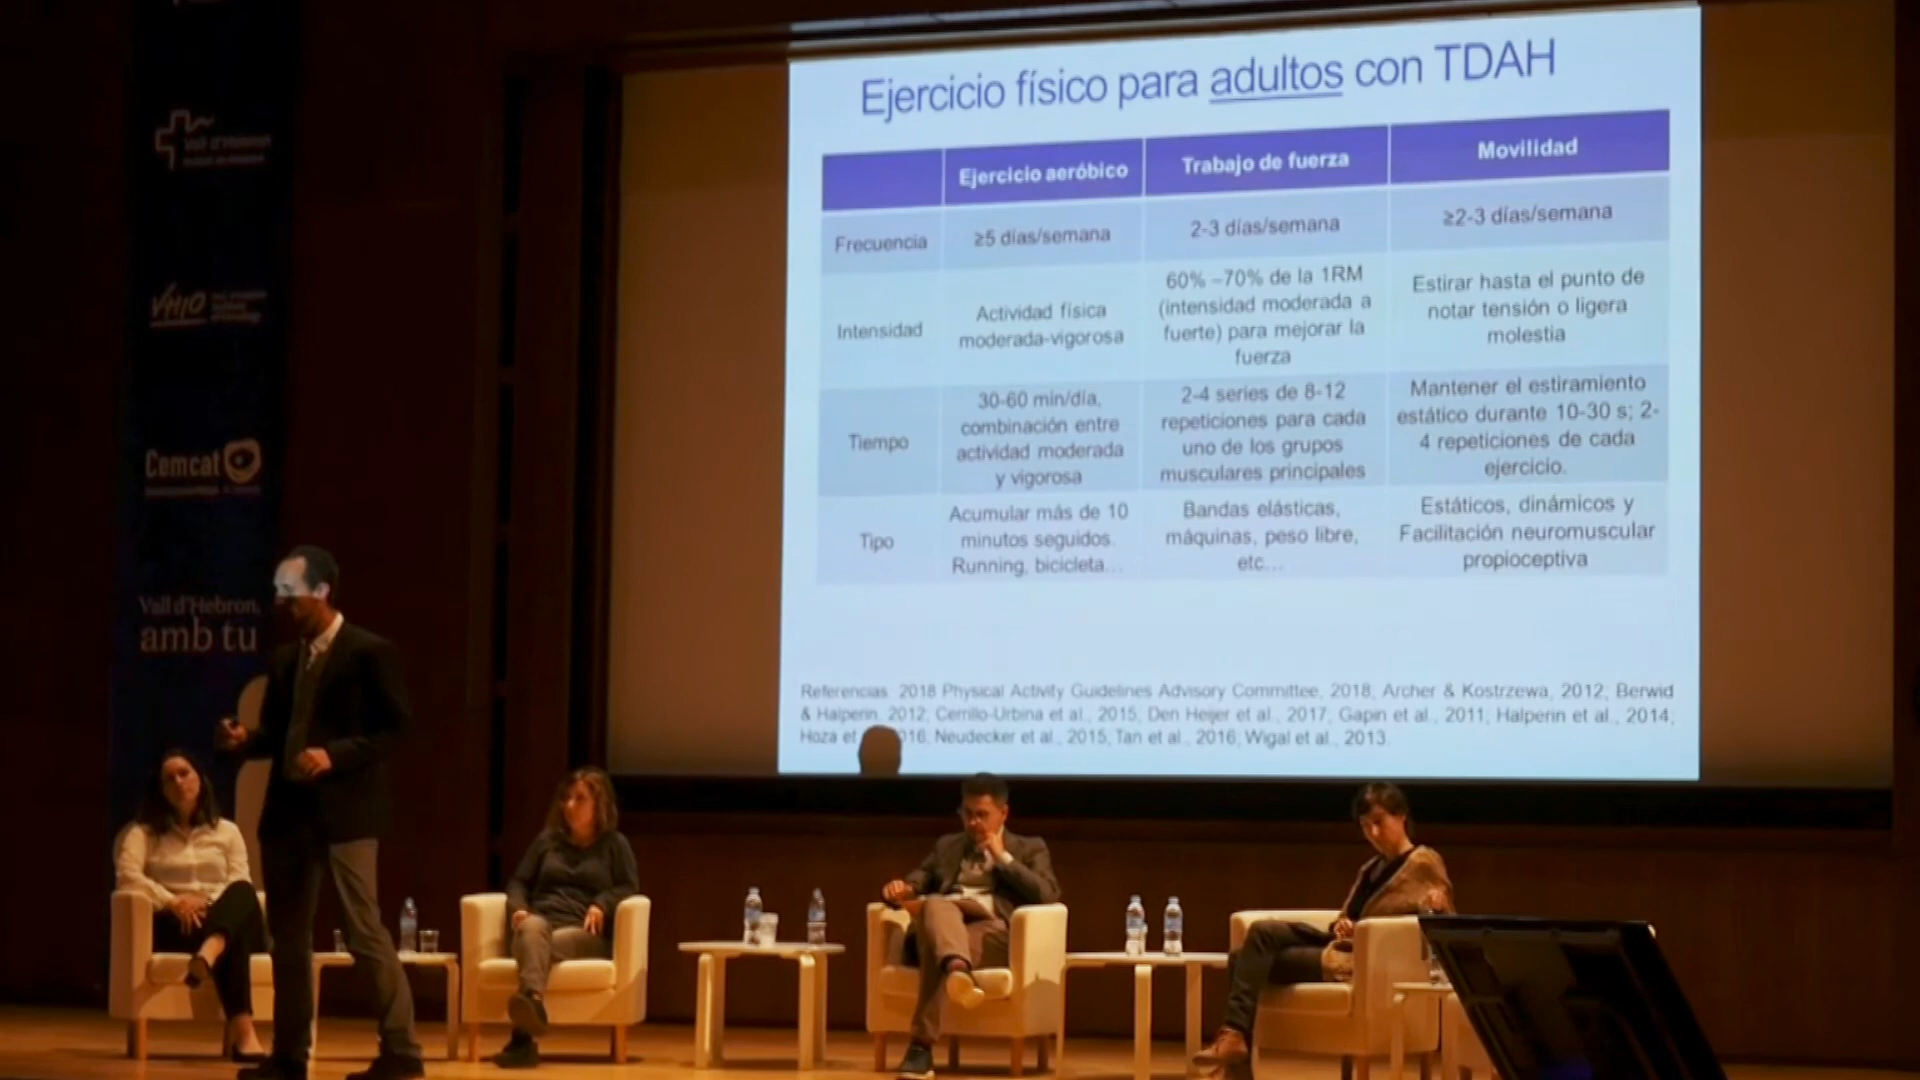 Ejercicio físico para adultos con TDAH
Ejercicio aeróbico
Trabajo de fuerza
Movilidad
Frecuencia
≥5 días/semana
2-3 días/semana
≥2-3 días/semana
Intensidad
Actividad física
moderada-vigorosa
60% –70% de la 1RM
(intensidad moderada a
fuerte) para mejorar la
fuerza
Estirar hasta el punto de
notar tensión o ligera
molestia
Tiempo
30-60 min/día,
combinación entre
actividad moderada
y vigorosa
2-4 series de 8-12
repeticiones para cada
uno de los grupos
musculares principales
Mantener el estiramiento
estático durante 10-30 s; 2-
4 repeticiones de cada
ejercicio.
Tipo
Acumular más de 10
minutos seguidos.
Running, bicicleta...
Bandas elásticas,
máquinas, peso libre,
etc...
Estáticos, dinámicos y
Facilitación neuromuscular
propioceptiva
Referencias. 2018 Physical Activity Guidelines Advisory Committee, 2018; Archer & Kostrzewa, 2012; Berwid
& Halperin, 2012; Cerrillo-Urbina et al., 2015; Den Heijer et al., 2017; Gapin et al., 2011; Halperin et al., 2014;
Hoza et 16; Neudecker et al., 2015; Tan et al., 2016; Wigal et al., 2013.
Vall d'Hebron
VHIO
Cemcat
Vall d'Hebron,
amb tu